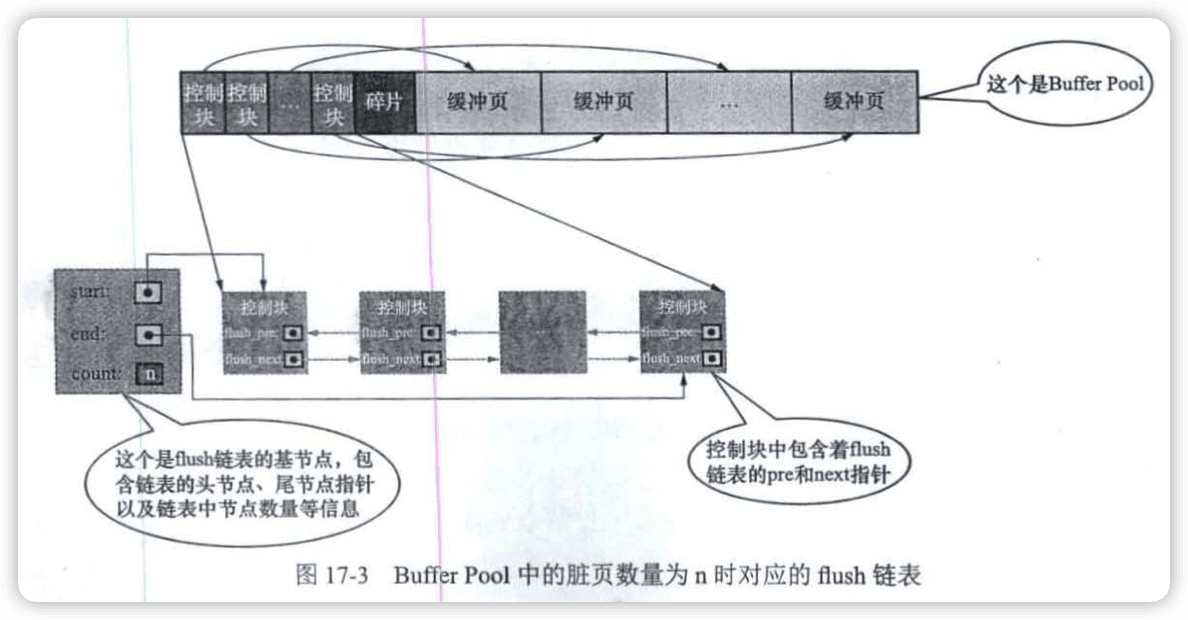 控制块
控制块
…
控制块
碎片
缓冲页
缓冲页
…
缓冲页
这个是Buffer Pool
start:
end:
count: n
控制块
flush_pre:
flush_next:
控制块
flush_pre:
flush_next:
控制块
flush_pre:
flush_next:
这个是flush链表的基节点，包
含链表的头节点、尾节点指针
以及链表中节点数量等信息
控制块中包含着flush
链表的pre和next指针
图 17-3 Buffer Pool 中的脏页数量为 n 时对应的 flush 链表